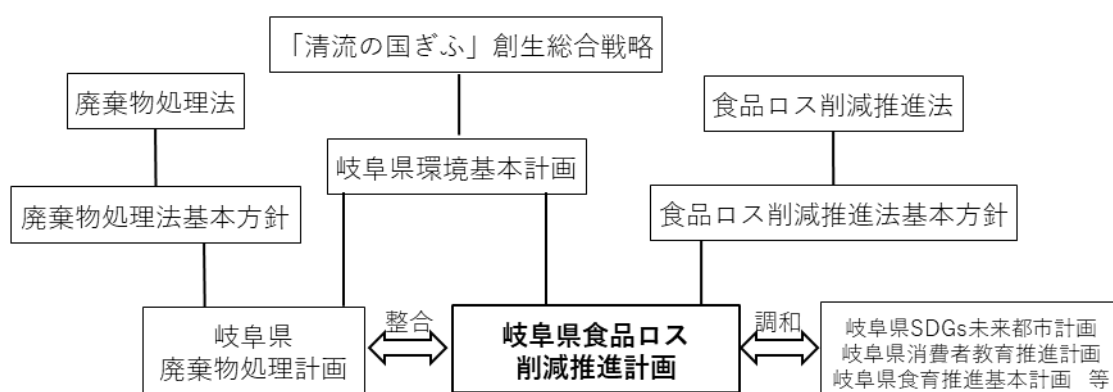 「清流の国ぎふ」創生総合戦略
廃棄物処理法
食品ロス削減推進法
岐阜県環境基本計画
廃棄物処理法基本方針
食品ロス削減推進法基本方針
岐阜県
廃棄物処理計画
整合
岐阜県食品ロス
削減推進計画
調和
岐阜県SDGs未来都市計画
岐阜県消費者教育推進計画
岐阜県食育推進基本計画 等